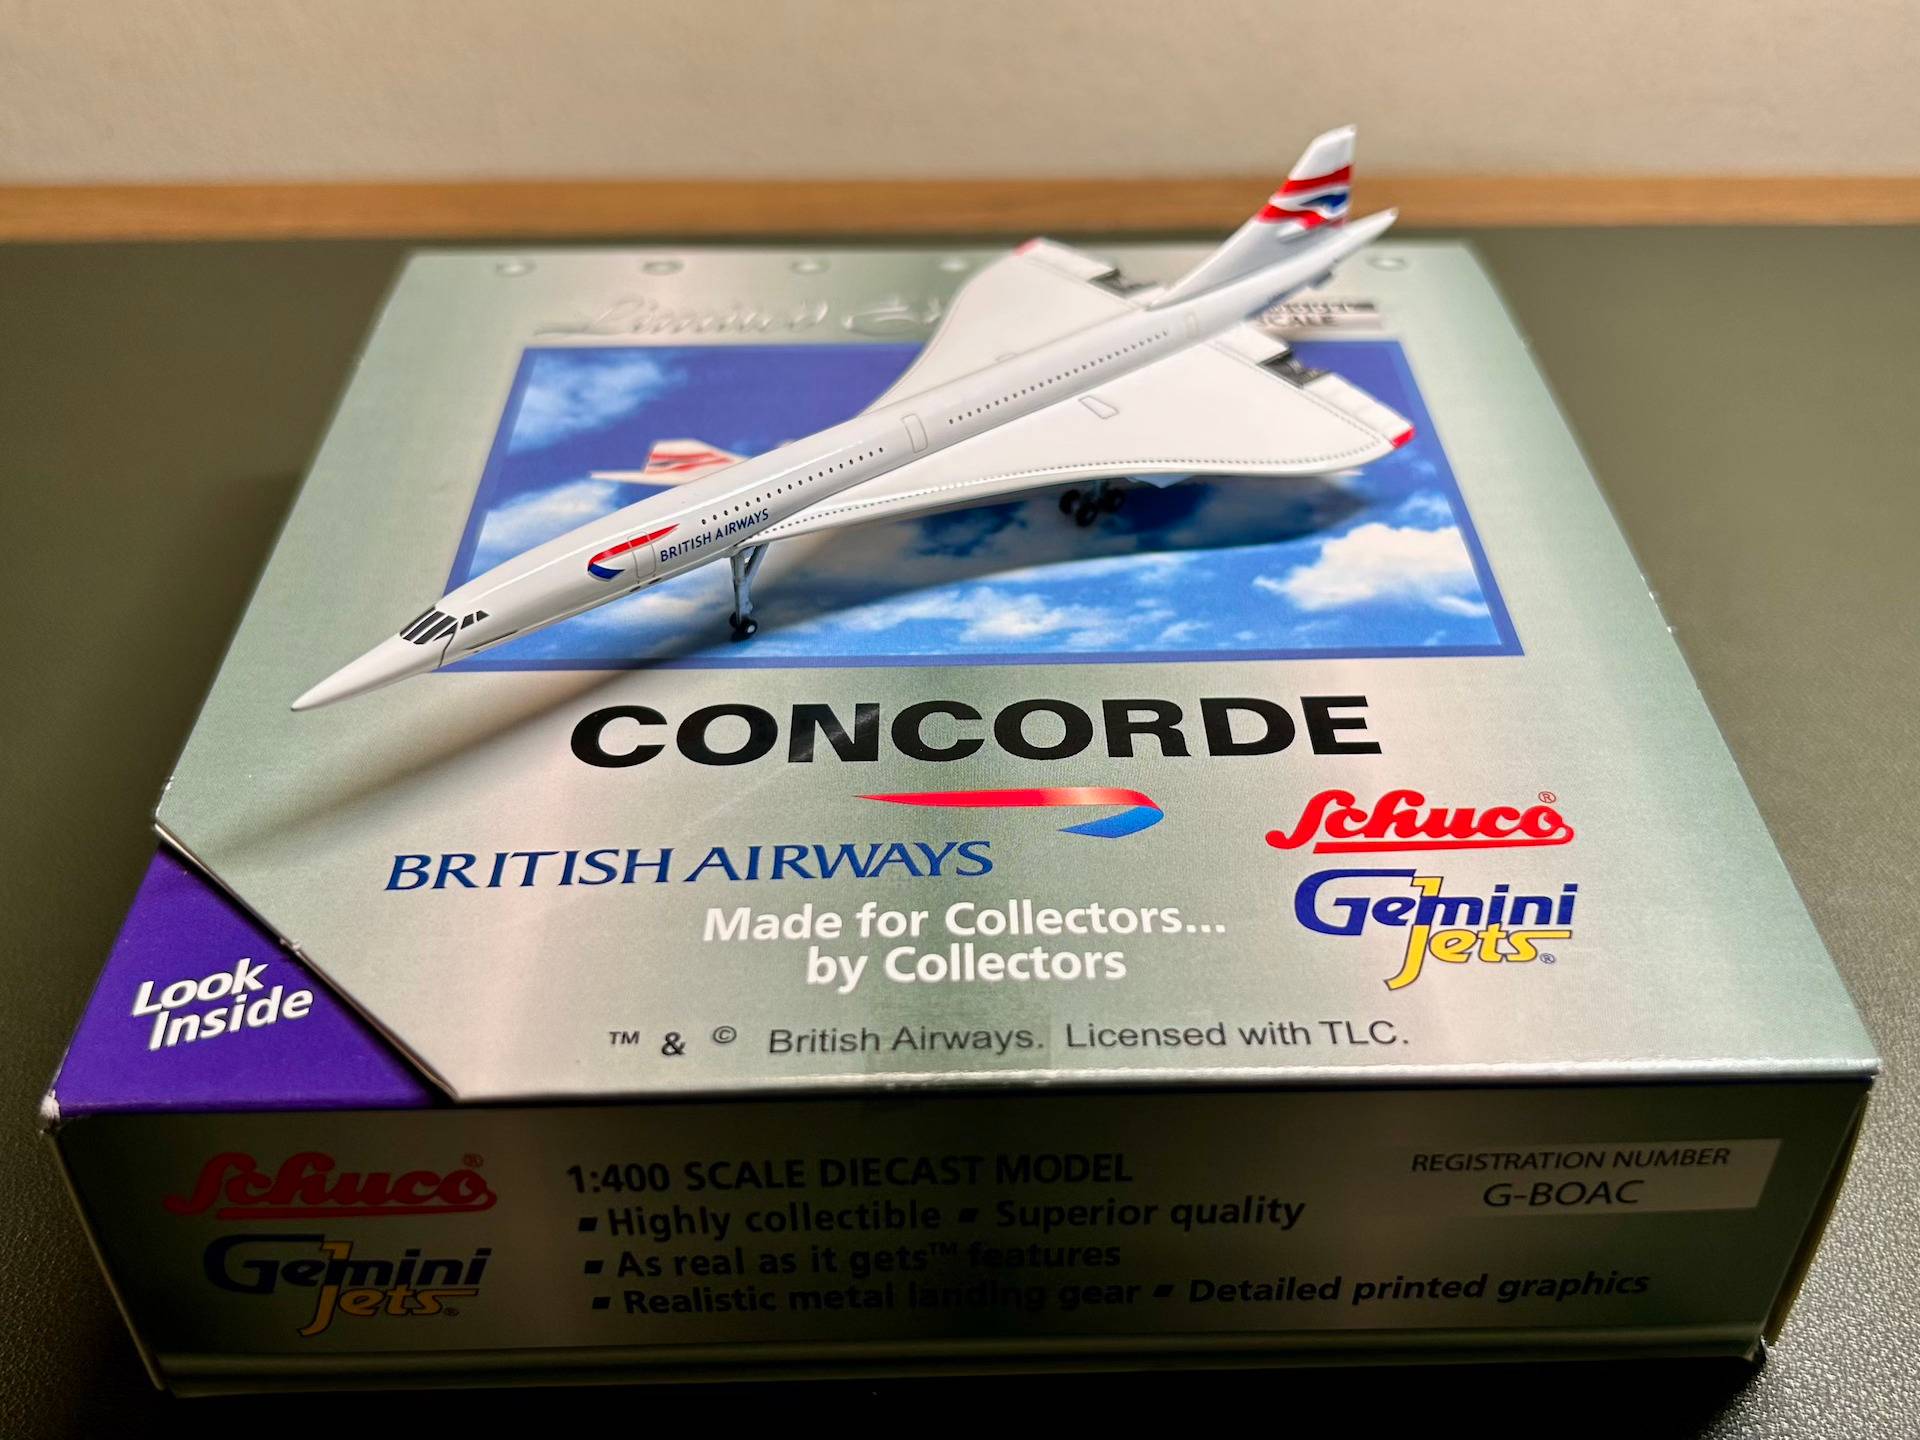 Limited
SCALE
BRITISH AIRWAYS
CONCORDE
BRITISH AIRWAYS
Schuco®
Gemini
Jets®
Made for Collectors...
by Collectors
Look
Inside
™ & © British Airways. Licensed with TLC.
Schuco®
Gemini
Jets®
1:400 SCALE DIECAST MODEL
▪ Highly collectible ▪ Superior quality
▪ As real as it gets™ features
▪ Realistic metal landing gear ▪ Detailed printed graphics
REGISTRATION NUMBER
G-BOAC